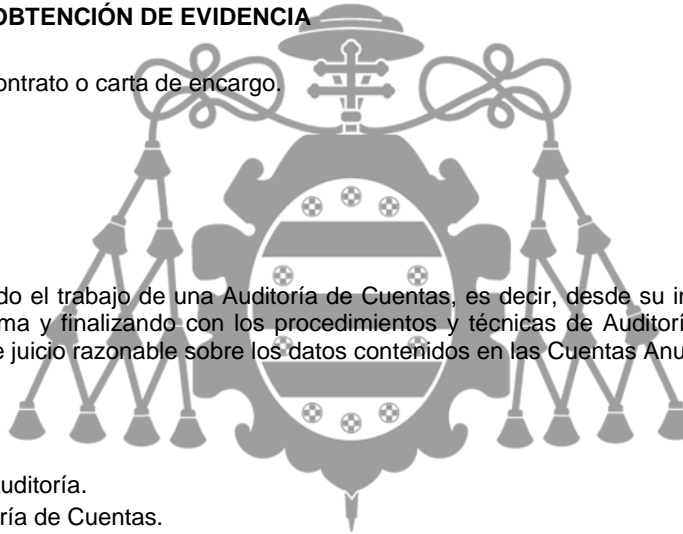 OBTENCIÓN DE EVIDENCIA
ontrato o carta de encargo.
do el trabajo de una Auditoría de Cuentas, es decir, desde su in
ma y finalizando con los procedimientos y técnicas de Auditorí
e juicio razonable sobre los datos contenidos en las Cuentas Anu
uditoría.
ría de Cuentas.